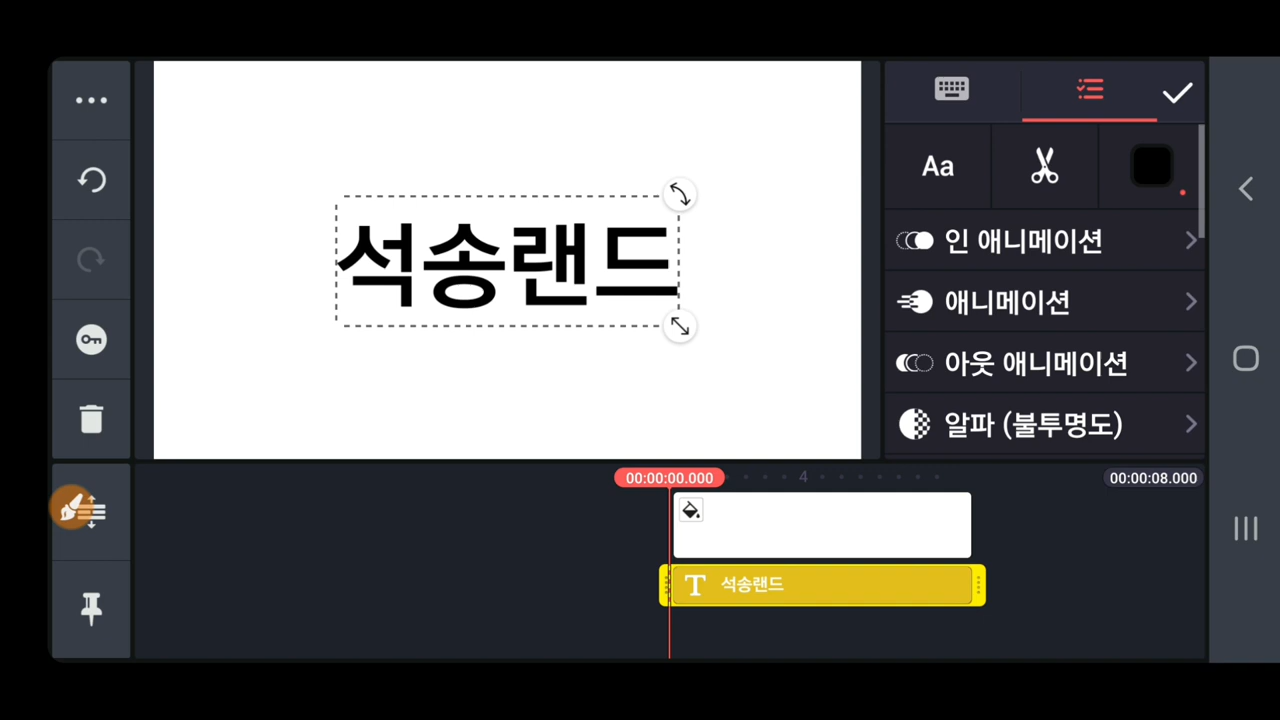 석송랜드
Aa
인 애니메이션
애니메이션
아웃 애니메이션
알파 (불투명도)
00:00:00.000
4
00:00:08.000
T 석송랜드